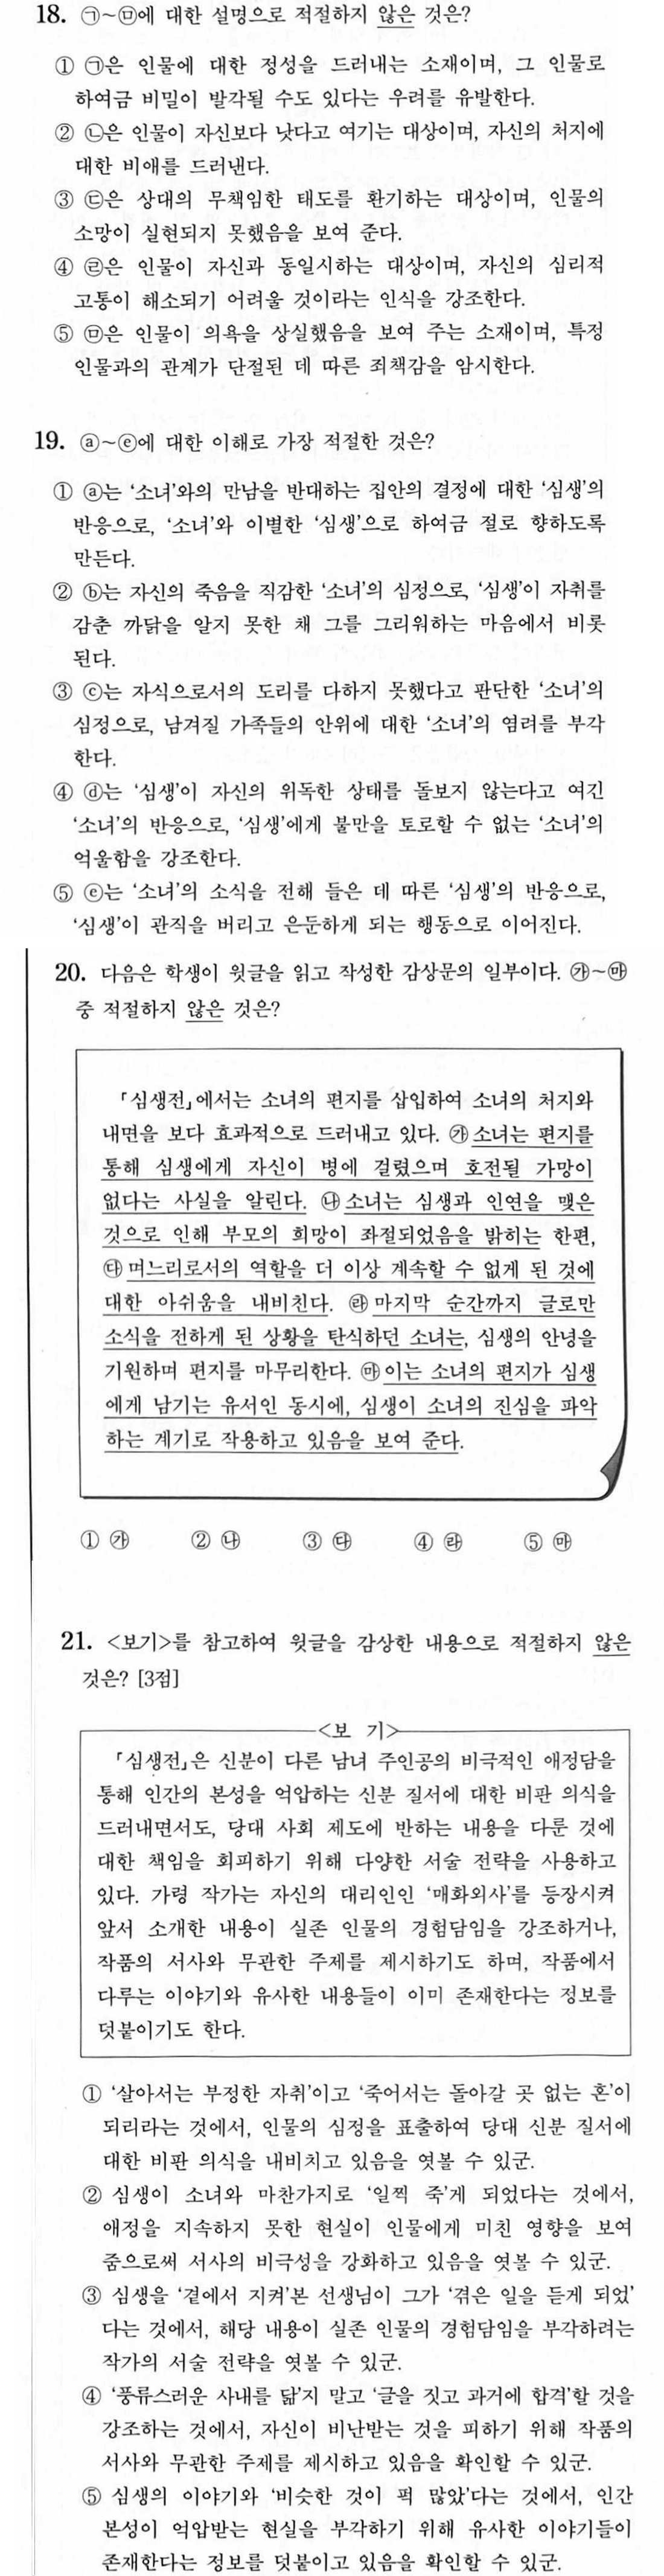 18. ㉠~㉤에 대한 설명으로 적절하지 않은 것은?
① ㉠은 인물에 대한 정성을 드러내는 소재이며, 그 인물로
하여금 비밀이 발각될 수도 있다는 우려를 유발한다.
② ㉡은 인물이 자신보다 낫다고 여기는 대상이며, 자신의 처지에
대한 비애를 드러낸다.
③ ㉢은 상대의 무책임한 태도를 환기하는 대상이며, 인물의
소망이 실현되지 못했음을 보여 준다.
④ ㉣은 인물이 자신과 동일시하는 대상이며, 자신의 심리적
고통이 해소되기 어려울 것이라는 인식을 강조한다.
⑤ ㉤은 인물이 의욕을 상실했음을 보여 주는 소재이며, 특정
인물과의 관계가 단절된 데 따른 죄책감을 암시한다.
19. ⓐ~ⓔ에 대한 이해로 가장 적절한 것은?
① ⓐ는 ‘소녀’와의 만남을 반대하는 집안의 결정에 대한 ‘심생’의
반응으로, ‘소녀’와 이별한 ‘심생’으로 하여금 절로 향하도록
만든다.
② ⓑ는 자신의 죽음을 직감한 ‘소녀’의 심정으로, ‘심생’이 자취를
감춘 까닭을 알지 못한 채 그를 그리워하는 마음에서 비롯
된다.
③ ⓒ는 자식으로서의 도리를 다하지 못했다고 판단한 ‘소녀’의
심정으로, 남겨질 가족들의 안위에 대한 ‘소녀’의 염려를 부각
한다.
④ ⓓ는 ‘심생’이 자신의 위독한 상태를 돌보지 않는다고 여긴
‘소녀’의 반응으로, ‘심생’에게 불만을 토로할 수 없는 ‘소녀’의
억울함을 강조한다.
⑤ ⓔ는 ‘소녀’의 소식을 전해 들은 데 따른 ‘심생’의 반응으로,
‘심생’이 관직을 버리고 은둔하게 되는 행동으로 이어진다.
20. 다음은 학생이 윗글을 읽고 작성한 감상문의 일부이다. ㉮~㉲
중 적절하지 않은 것은?
「심생전」에서는 소녀의 편지를 삽입하여 소녀의 처지와
내면을 보다 효과적으로 드러내고 있다. ㉮소녀는 편지를
통해 심생에게 자신이 병에 걸렸으며 호전될 가망이
없다는 사실을 알린다. ㉯소녀는 심생과 인연을 맺은
것으로 인해 부모의 희망이 좌절되었음을 밝히는 한편,
㉰며느리로서의 역할을 더 이상 계속할 수 없게 된 것에
대한 아쉬움을 내비친다. ㉱마지막 순간까지 글로만
소식을 전하게 된 상황을 탄식하던 소녀는, 심생의 안녕을
기원하며 편지를 마무리한다. ㉲이는 소녀의 편지가 심생
에게 남기는 유서인 동시에, 심생이 소녀의 진심을 파악
하는 계기로 작용하고 있음을 보여 준다.
① ㉮ ② ㉯ ③ ㉰ ④ ㉱ ⑤ ㉲
21. <보기>를 참고하여 윗글을 감상한 내용으로 적절하지 않은
것은? [3점]
<보 기>
「심생전」은 신분이 다른 남녀 주인공의 비극적인 애정담을
통해 인간의 본성을 억압하는 신분 질서에 대한 비판 의식을
드러내면서도, 당대 사회 제도에 반하는 내용을 다룬 것에
대한 책임을 회피하기 위해 다양한 서술 전략을 사용하고
있다. 가령 작가는 자신의 대리인인 ‘매화외사’를 등장시켜
앞서 소개한 내용이 실존 인물의 경험담임을 강조하거나,
작품의 서사와 무관한 주제를 제시하기도 하며, 작품에서
다루는 이야기와 유사한 내용들이 이미 존재한다는 정보를
덧붙이기도 한다.
① ‘살아서는 부정한 자취’이고 ‘죽어서는 돌아갈 곳 없는 혼’이
되리라는 것에서, 인물의 심정을 표출하여 당대 신분 질서에
대한 비판 의식을 내비치고 있음을 엿볼 수 있군.
② 심생이 소녀와 마찬가지로 ‘일찍 죽’게 되었다는 것에서,
애정을 지속하지 못한 현실이 인물에게 미친 영향을 보여
줌으로써 서사의 비극성을 강화하고 있음을 엿볼 수 있군.
③ 심생을 ‘곁에서 지켜’본 선생님이 그가 ‘겪은 일을 듣게 되었’
다는 것에서, 해당 내용이 실존 인물의 경험담임을 부각하려는
작가의 서술 전략을 엿볼 수 있군.
④ ‘풍류스러운 사내를 닮’지 말고 ‘글을 짓고 과거에 합격’할 것을
강조하는 것에서, 자신이 비난받는 것을 피하기 위해 작품의
서사와 무관한 주제를 제시하고 있음을 확인할 수 있군.
⑤ 심생의 이야기와 ‘비슷한 것이 퍽 많았’다는 것에서, 인간
본성이 억압받는 현실을 부각하기 위해 유사한 이야기들이
존재한다는 정보를 덧붙이고 있음을 확인할 수 있군.